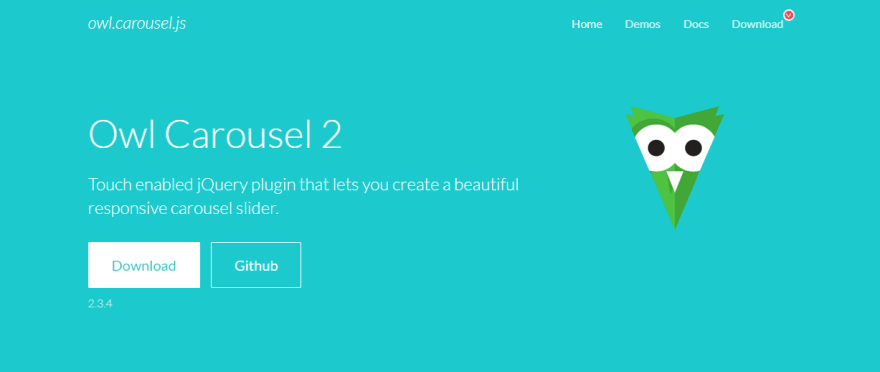 owl.carousel.js
Home Demos Docs Download
Owl Carousel 2
Touch enabled jQuery plugin that lets you create a beautiful
responsive carousel slider.
Download Github
2.3.4